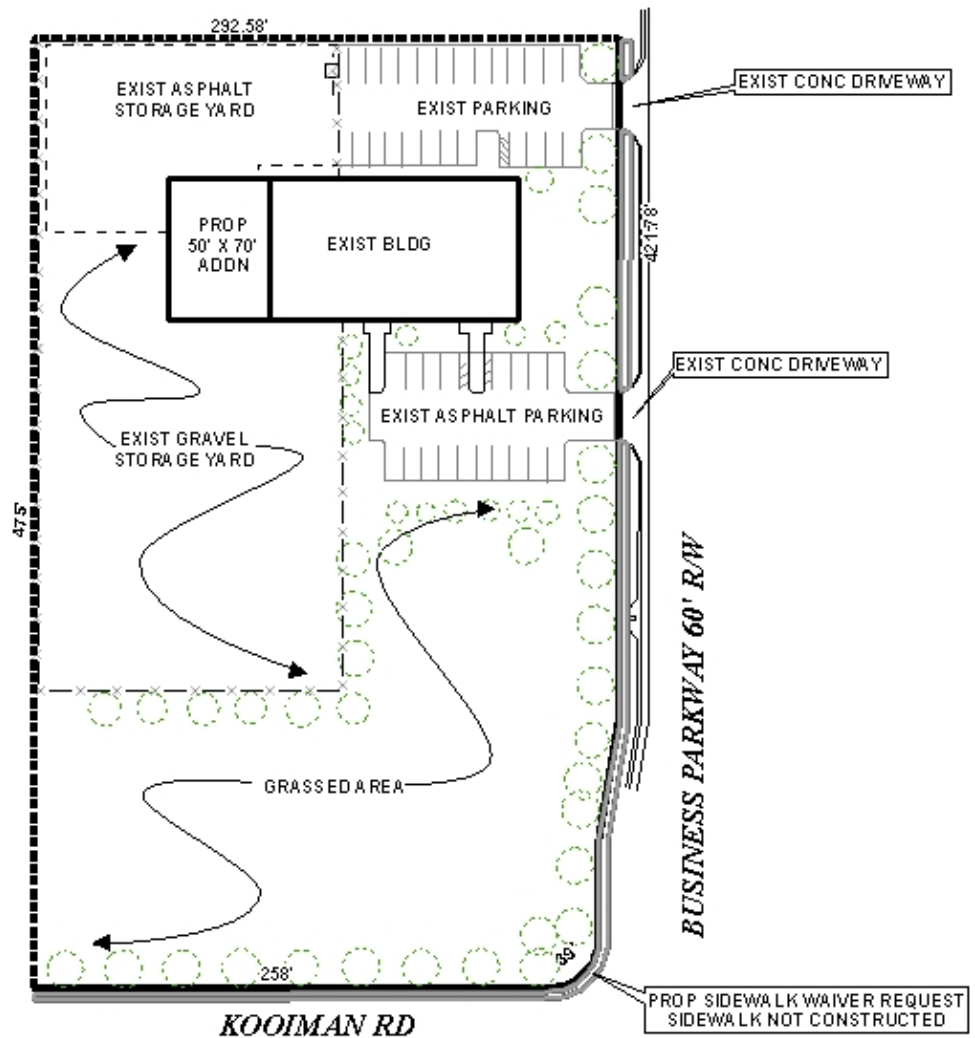 292.58'
EXIST ASPHALT
STORAGE YARD
EXIST PARKING
EXIST CONC DRIVEWAY
PROP
50' X 70'
ADDN
EXIST BLDG
421.78'
EXIST CONC DRIVEWAY
EXIST ASPHALT PARKING
EXIST GRAVEL
STORAGE YARD
475'
BUSINESS PARKWAY 60' R/W
GRASSED AREA
39'
258'
PROP SIDEWALK WAIVER REQUEST
SIDEWALK NOT CONSTRUCTED
KOOIMAN RD